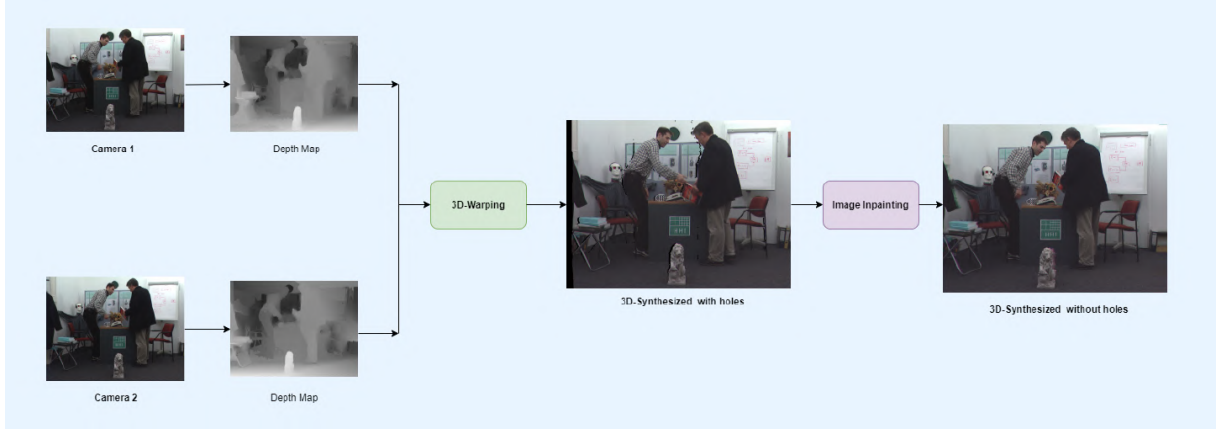 Camera 1
Depth Map
3D-Warping
Image Inpainting
3D-Synthesized with holes
3D-Synthesized without holes
Camera 2
Depth Map